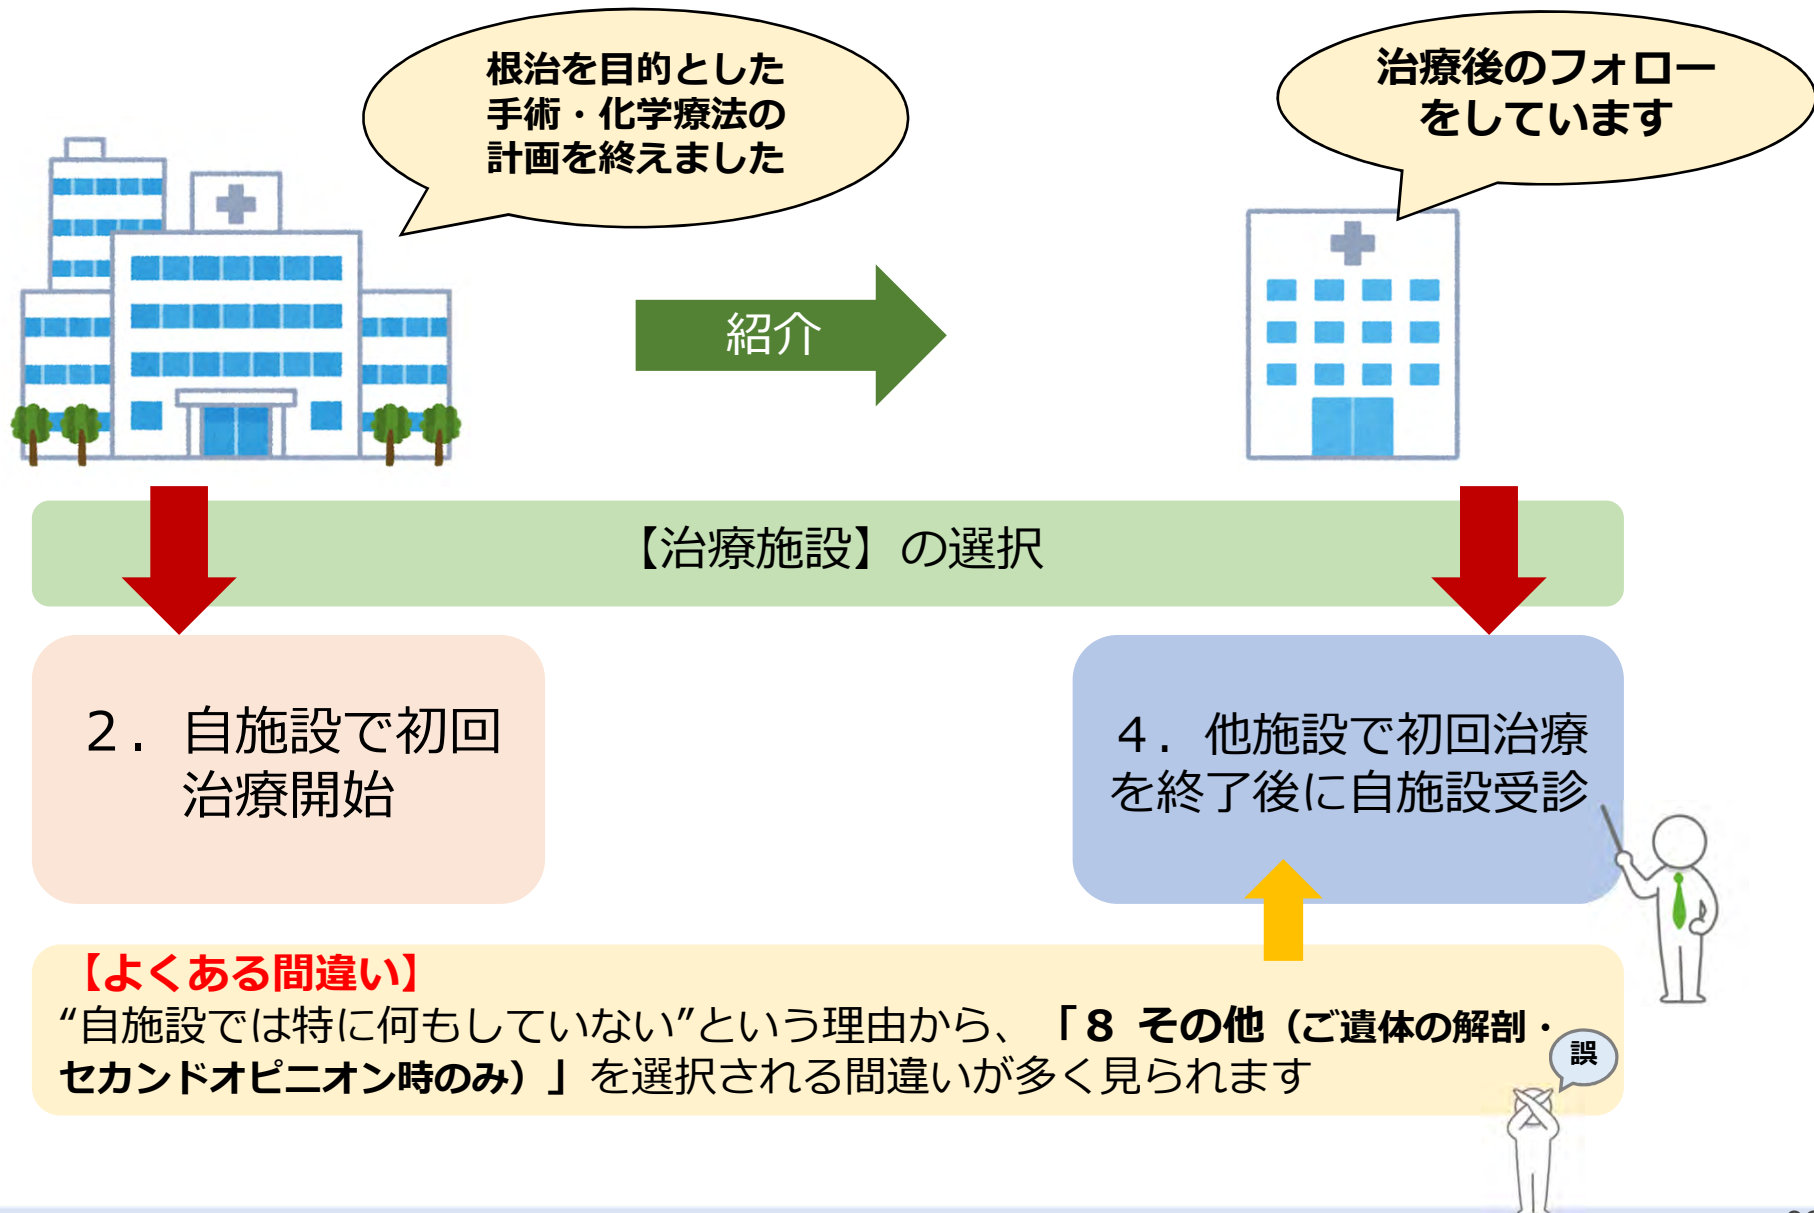 根治を目的とした
手術・化学療法の
計画を終えました
治療後のフォロー
をしています
紹介
【治療施設】の選択
２．自施設で初回
治療開始
４．他施設で初回治療
を終了後に自施設受診
【よくある間違い】
“自施設では特に何もしていない”という理由から、「８ その他（ご遺体の解剖・
セカンドオピニオン時のみ）」を選択される間違いが多く見られます
誤